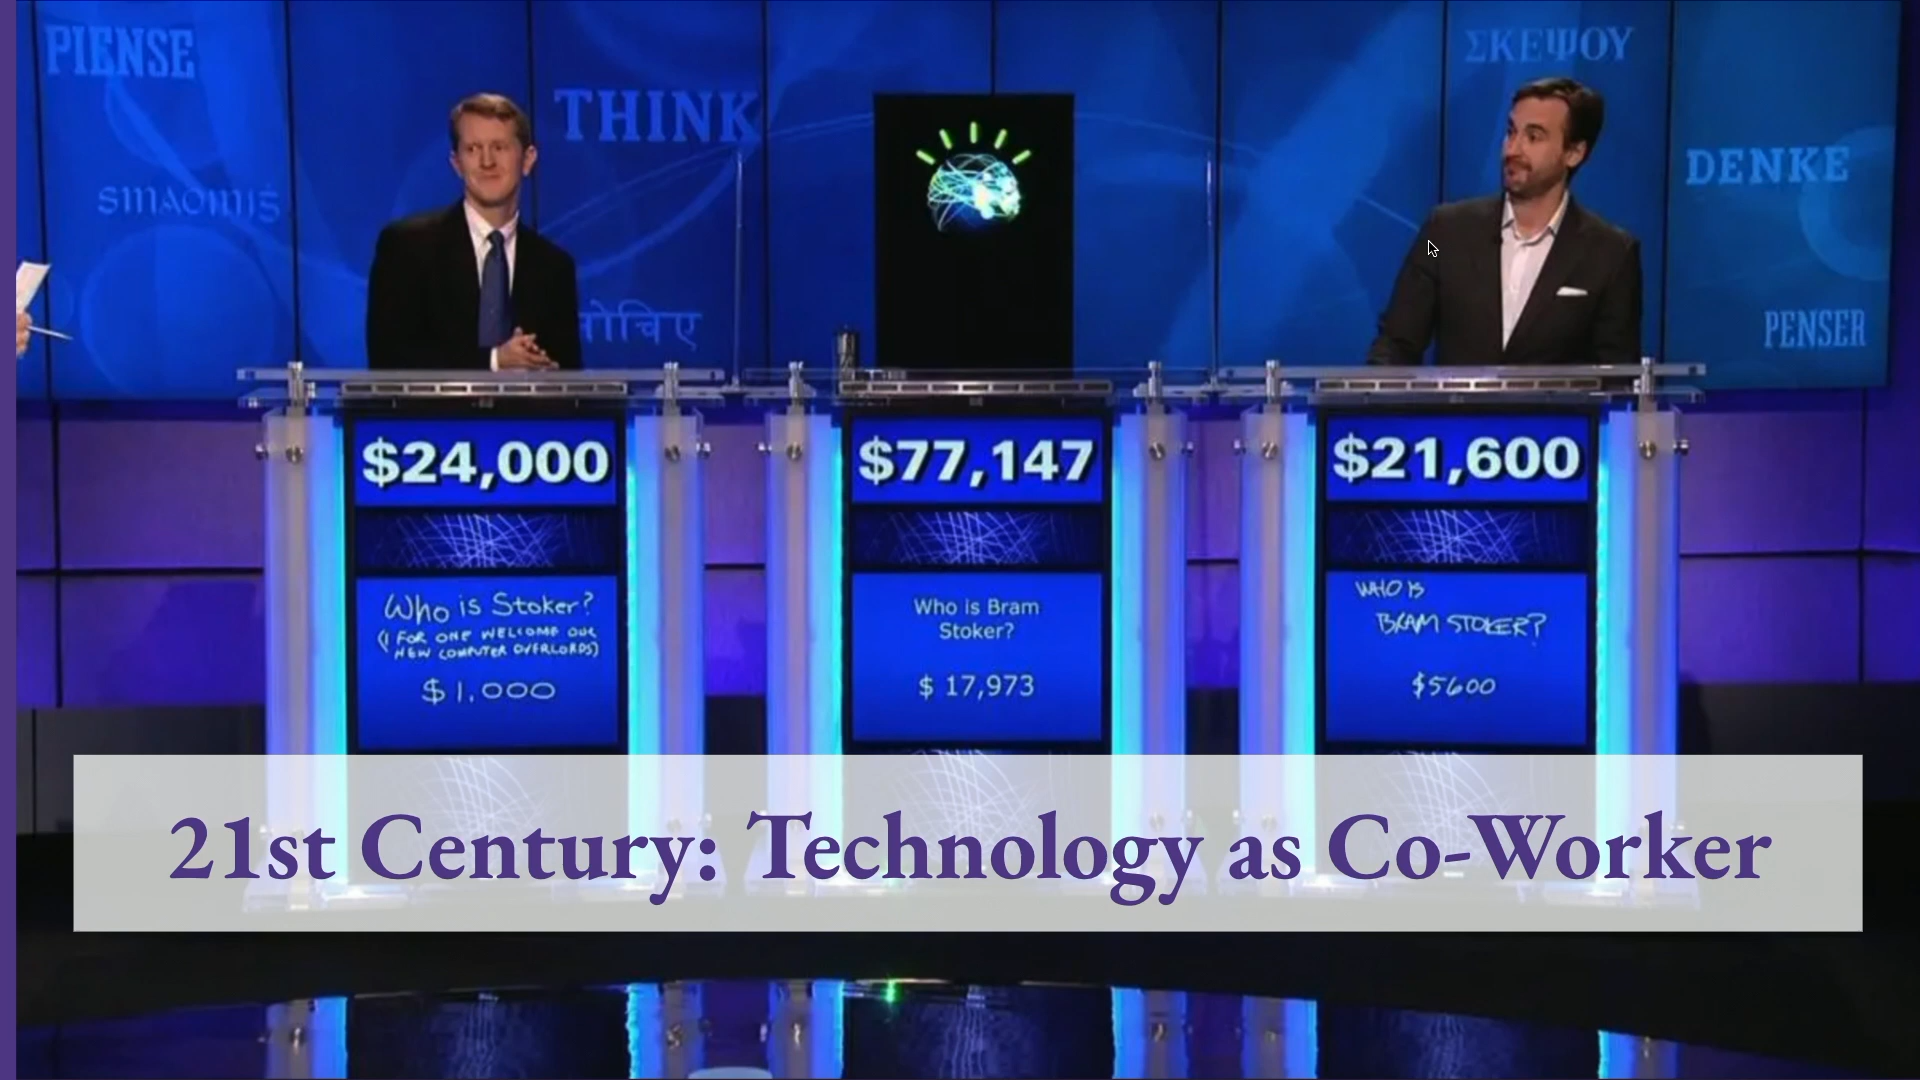 PIENSE
THINK
ΣΚΕΨΟΥ
DENKE
SMAOINIGH
PENSER
$24,000
$77,147
$21,600
Who is Stoker?
(I FOR ONE WELCOME OUR
NEW COMPUTER OVERLORDS)
$1,000
Who is Bram
Stoker?
$ 17,973
WHO IS
BRAM STOKER?
$5600
21st Century: Technology as Co-Worker